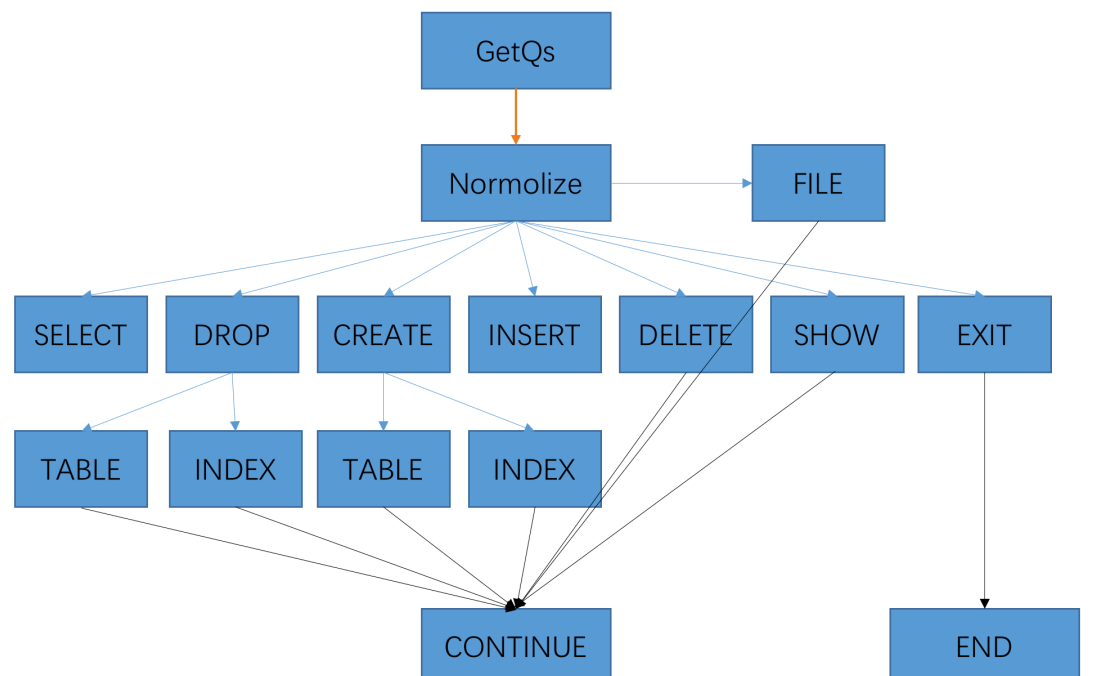 GetQs
Normolize
FILE
SELECT
DROP
CREATE
INSERT
DELETE
SHOW
EXIT
TABLE
INDEX
TABLE
INDEX
CONTINUE
END